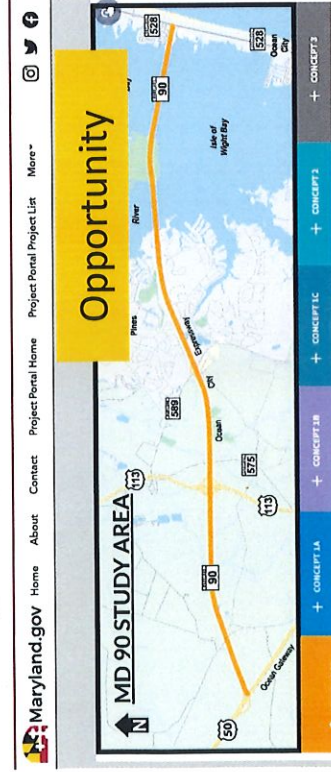 Maryland.gov Home About Contact Project Portal Home Project Portal Project List More
Opportunity
MD 90 STUDY AREA
N
50
90
113
113
589
575
90
528
528
Ocean Gateway
Ocean City Expressway
Pines
River
Bay
Isle of Wight Bay
Ocean City
+ CONCEPT 1A
+ CONCEPT 1B
+ CONCEPT 1C
+ CONCEPT 2
+ CONCEPT 3